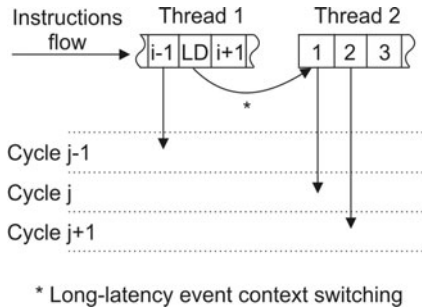 Instructions flow
Thread 1
Thread 2
i-1 LD i+1
1 2 3
*
Cycle j-1
Cycle j
Cycle j+1
* Long-latency event context switching